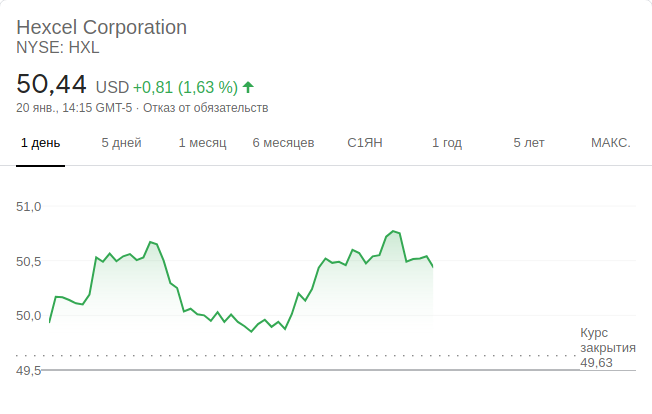 Hexcel Corporation
NYSE: HXL
50,44 USD +0,81 (1,63 %)
20 янв., 14:15 GMT-5 · Отказ от обязательств
1 день 5 дней 1 месяц 6 месяцев С1ЯН 1 год 5 лет МАКС.
51,0
50,5
50,0
Курс
закрытия
49,63
49,5